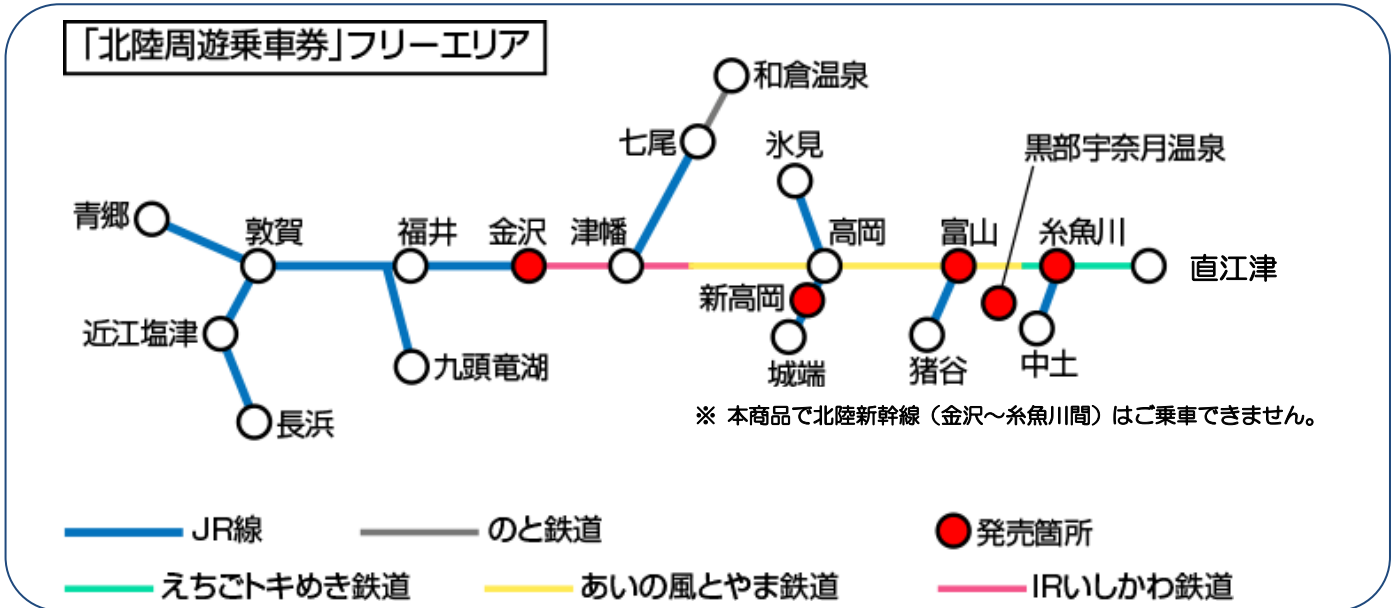 「北陸周遊乗車券」フリーエリア
和倉温泉
七尾
氷見
黒部宇奈月温泉
青郷
敦賀
福井
金沢
津幡
高岡
富山
糸魚川
直江津
新高岡
近江塩津
九頭竜湖
城端
猪谷
中土
長浜
※ 本商品で北陸新幹線(金沢~糸魚川間)はご乗車できません。
JR線
のと鉄道
発売箇所
えちごトキめき鉄道
あいの風とやま鉄道
IRいしかわ鉄道